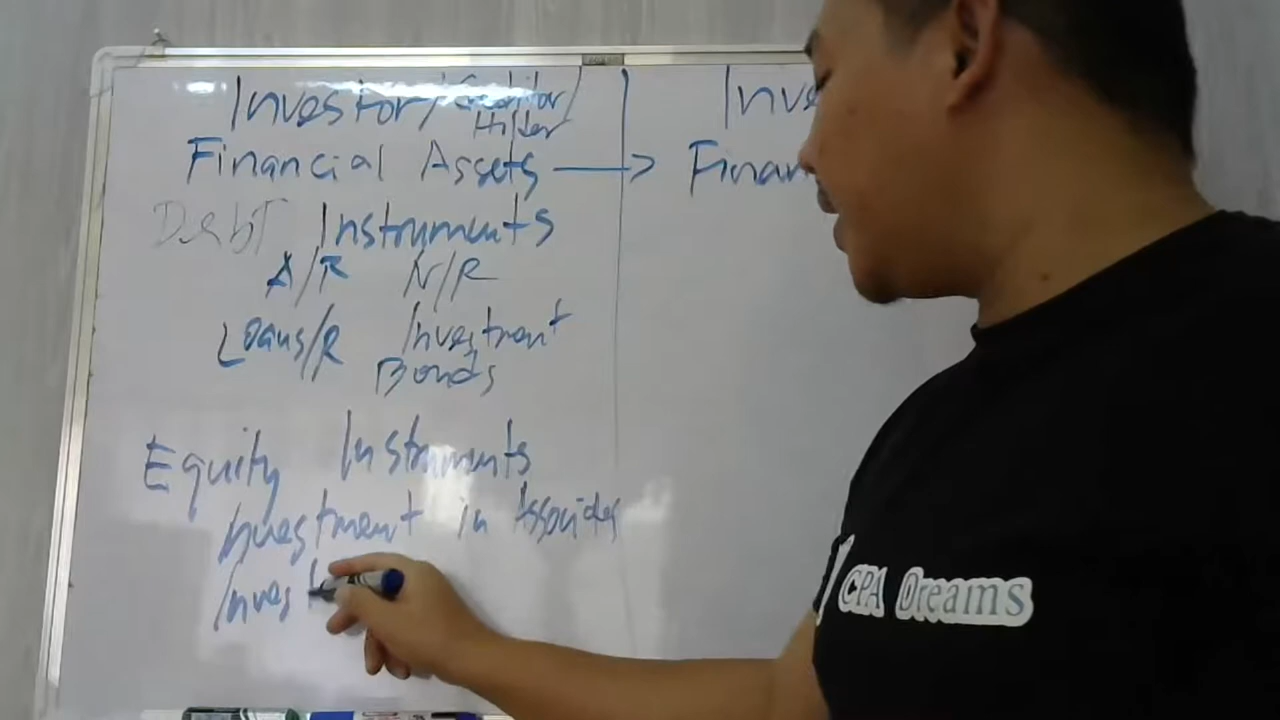 Investor/Creditor/
Holder
Financial Assets
Debt Instruments
A/R N/R
Loans/R Investment
Bonds
Equity Instruments
Investment in Associates
Invest
Inve
Finan
CPA Dreams